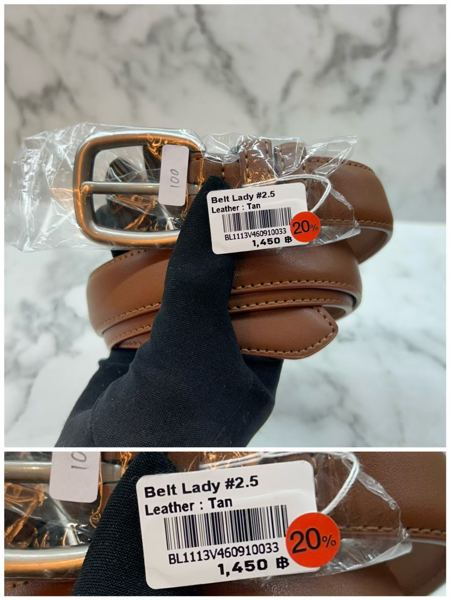 100
Belt Lady #2.5
Leather : Tan
BL1113V460910033
20%
1,450 ฿
10
Belt Lady #2.5
Leather : Tan
BL1113V460910033
20%
1,450 ฿